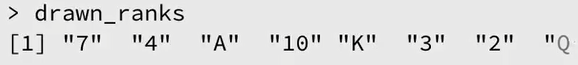 > drawn_ranks
[1] "7" "4" "A" "10" "K" "3" "2" "Q